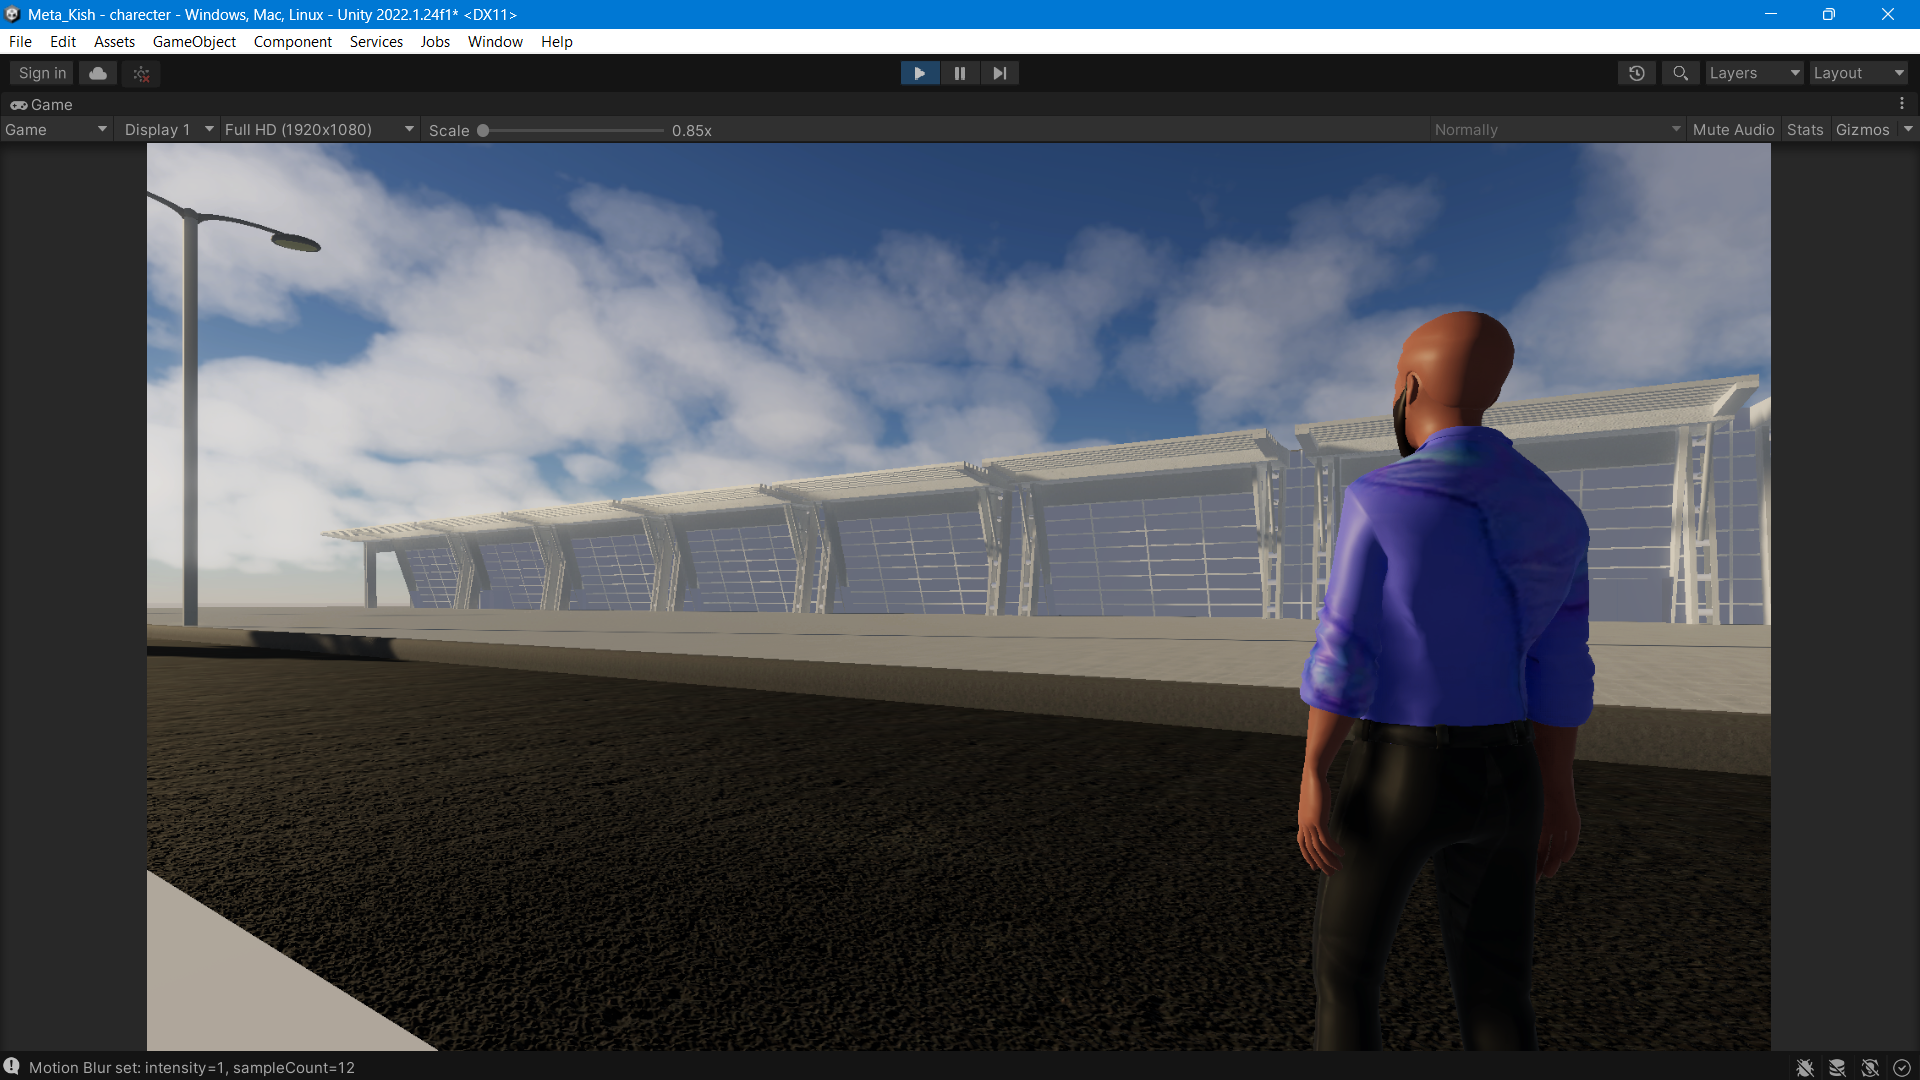 Meta_Kish - charecter - Windows, Mac, Linux - Unity 2022.1.24f1* <DX11>
File Edit Assets GameObject Component Services Jobs Window Help
Sign in Layers Layout
Game
Game Display 1 Full HD (1920x1080) Scale 0.85x Normally Mute Audio Stats Gizmos
Motion Blur set: intensity=1, sampleCount=12